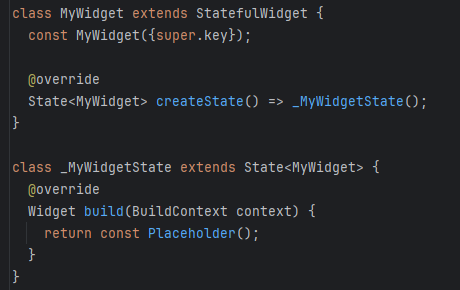 class MyWidget extends StatefulWidget {
  const MyWidget({super.key});

  @override
  State<MyWidget> createState() => _MyWidgetState();
}

class _MyWidgetState extends State<MyWidget> {
  @override
  Widget build(BuildContext context) {
    return const Placeholder();
  }
}